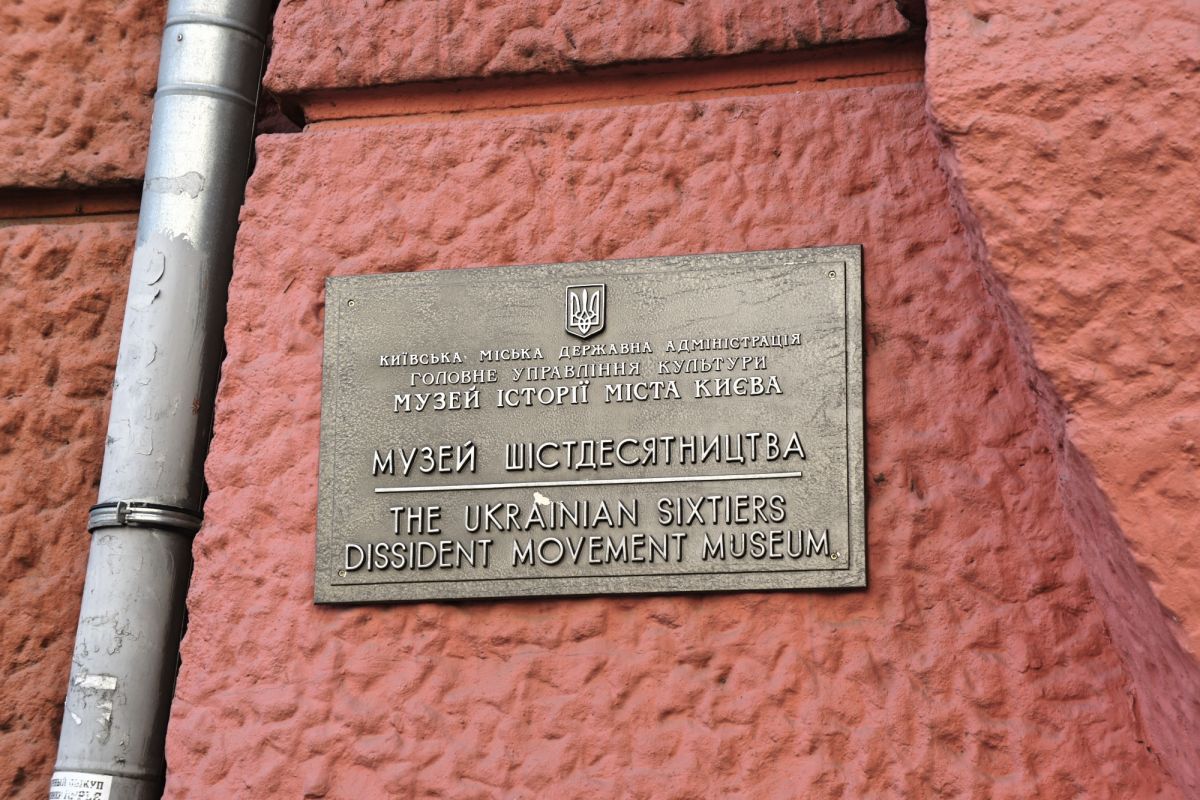 КИЇВСЬКА МІСЬКА ДЕРЖАВНА АДМІНІСТРАЦІЯ
ГОЛОВНЕ УПРАВЛІННЯ КУЛЬТУРИ
МУЗЕЙ ІСТОРІЇ МІСТА КИЄВА
МУЗЕЙ ШІСТДЕСЯТНИЦТВА
THE UKRAINIAN SIXTIERS
DISSIDENT MOVEMENT MUSEUM